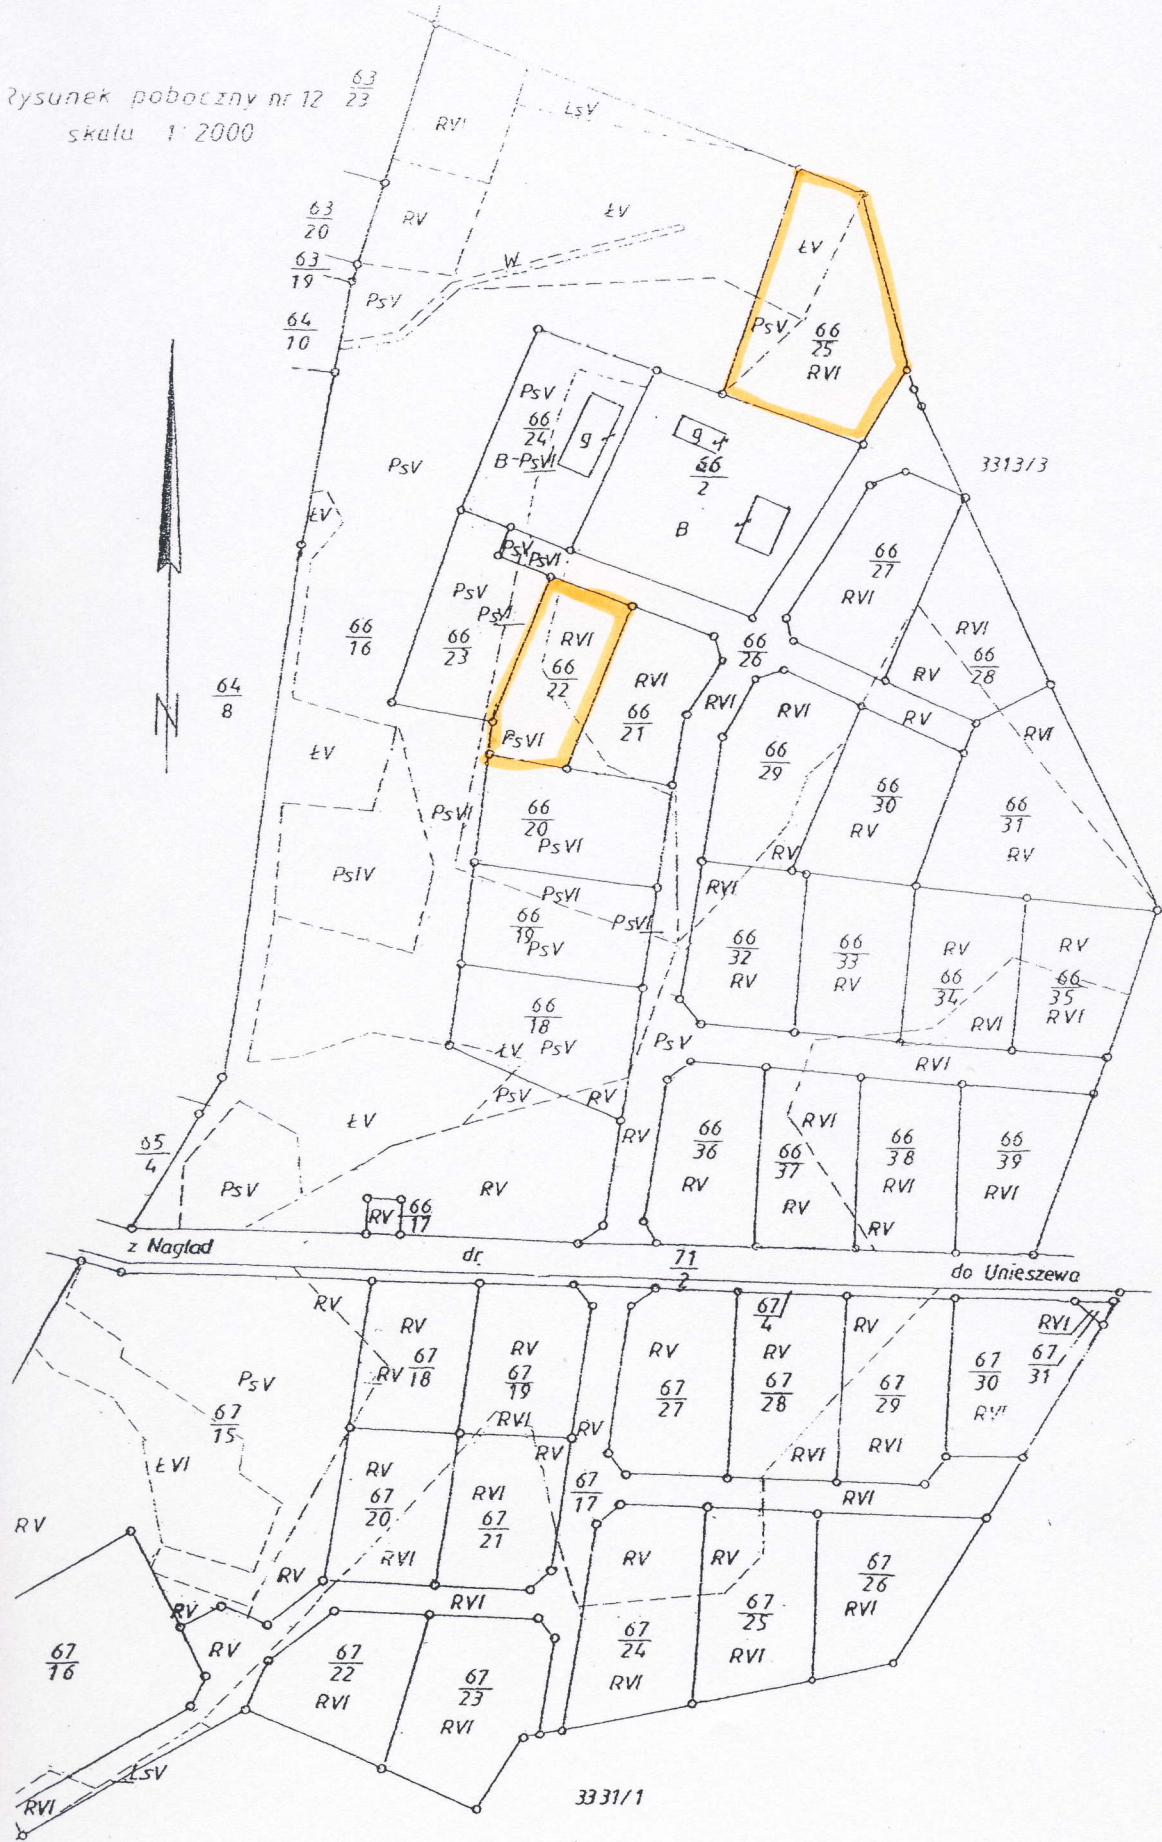 Rysunek poboczny nr 12
skala 1:2000
63
23
RVI
LsV
63
20
RV
ŁV
ŁV
63
19
W
PsV
64
10
PsV
66
25
RVI
PsV
66
24
B-PsVI
g
g
66
2
B
3313/3
PsV
ŁV
66
27
RVI
PsV
PsVI
PsV
PsVI
66
16
66
23
RVI
66
22
66
26
RVI
66
28
RV
64
8
N
RVI
66
21
RVI
RVI
RV
RVI
PsVI
ŁV
66
29
66
30
RV
66
31
RV
PsVI
66
20
PsVI
RV
PsIV
PsVI
RVI
66
19
PsV
PsVI
66
32
RV
66
33
RV
RV
66
34
RVI
RV
66
35
RVI
66
18
PsV
ŁV
PsV
RVI
PsV
RV
ŁV
RV
RVI
65
4
66
36
RV
66
37
RV
66
38
RVI
66
39
RVI
PsV
RV
RV
66
17
RV
z Naglad
dr.
71
2
do Unieszewa
RV
RV
67
4
RV
RVI
RV
67
18
RV
67
19
RV
67
27
RV
67
28
67
29
67
30
67
31
PsV
67
15
RVI
RV
RV
RVI
RVI
ŁVI
RV
67
20
RVI
67
21
67
17
RVI
RVI
RV
RV
RVI
RV
RV
67
26
RVI
RV
RVI
67
25
RVI
RV
67
16
67
22
RVI
67
24
RVI
67
23
RVI
LsV
RVI
3331/1